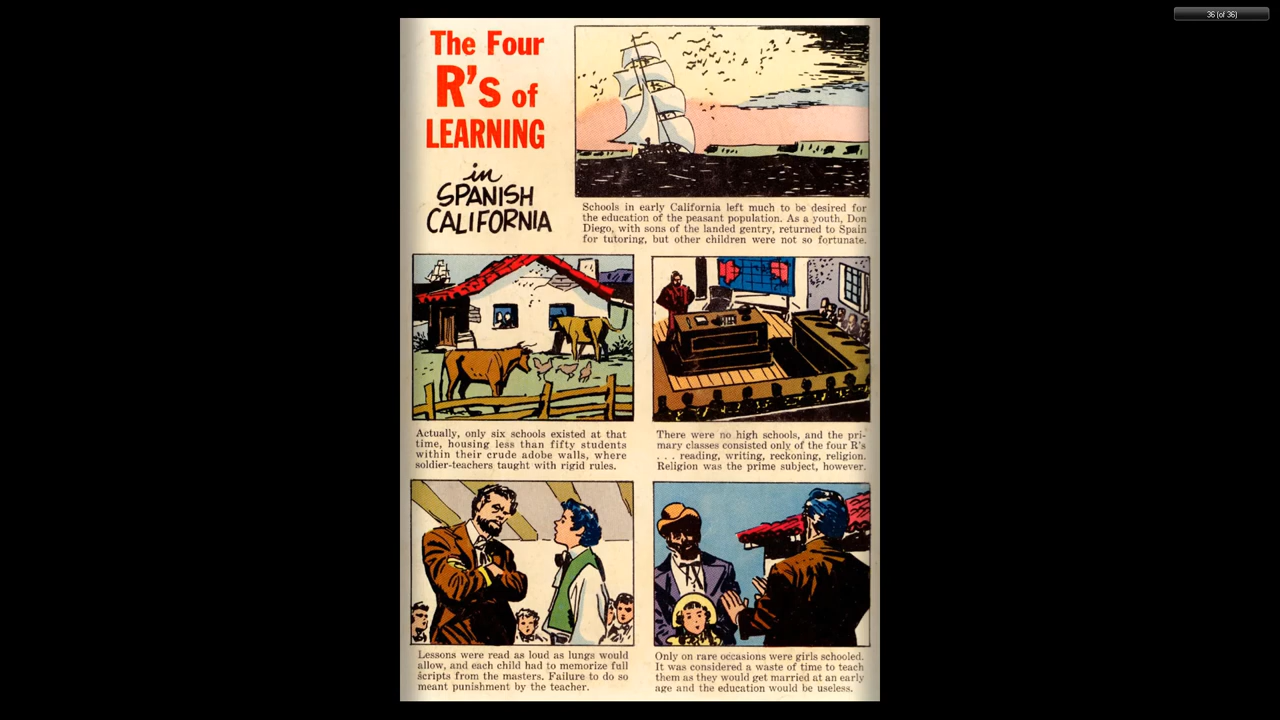 36 (of 36)
The Four
R's of
LEARNING
in
SPANISH
CALIFORNIA
Schools in early California left much to be desired for
the education of the peasant population. As a youth, Don
Diego, with sons of the landed gentry, returned to Spain
for tutoring, but other children were not so fortunate.
Actually, only six schools existed at that
time, housing less than fifty students
within their crude adobe walls, where
soldier-teachers taught with rigid rules.
There were no high schools, and the pri-
mary classes consisted only of the four R's
. . . reading, writing, reckoning, religion.
Religion was the prime subject, however.
Lessons were read as loud as lungs would
allow, and each child had to memorize full
scripts from the masters. Failure to do so
meant punishment by the teacher.
Only on rare occasions were girls schooled.
It was considered a waste of time to teach
them as they would get married at an early
age and the education would be useless.